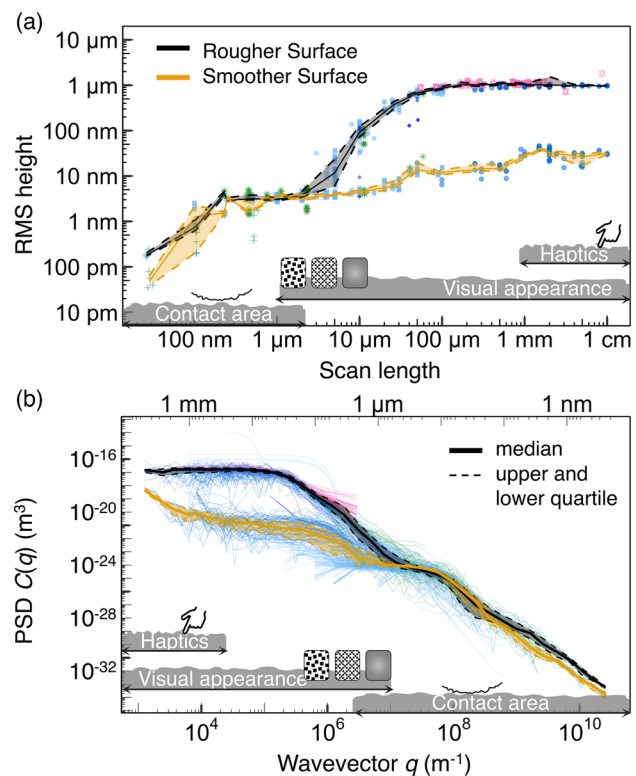 (a)
10 μm
1 μm
100 nm
10 nm
1 nm
100 pm
10 pm
RMS height
Rougher Surface
Smoother Surface
Haptics
Visual appearance
Contact area
100 nm 1 μm 10 μm 100 μm 1 mm 1 cm
Scan length
(b)
1 mm 1 μm 1 nm
10⁻¹⁶
10⁻²⁰
10⁻²⁴
10⁻²⁸
10⁻³²
PSD C(q) (m³)
median
upper and
lower quartile
Haptics
Visual appearance
Contact area
10⁴ 10⁶ 10⁸ 10¹⁰
Wavevector q (m⁻¹)